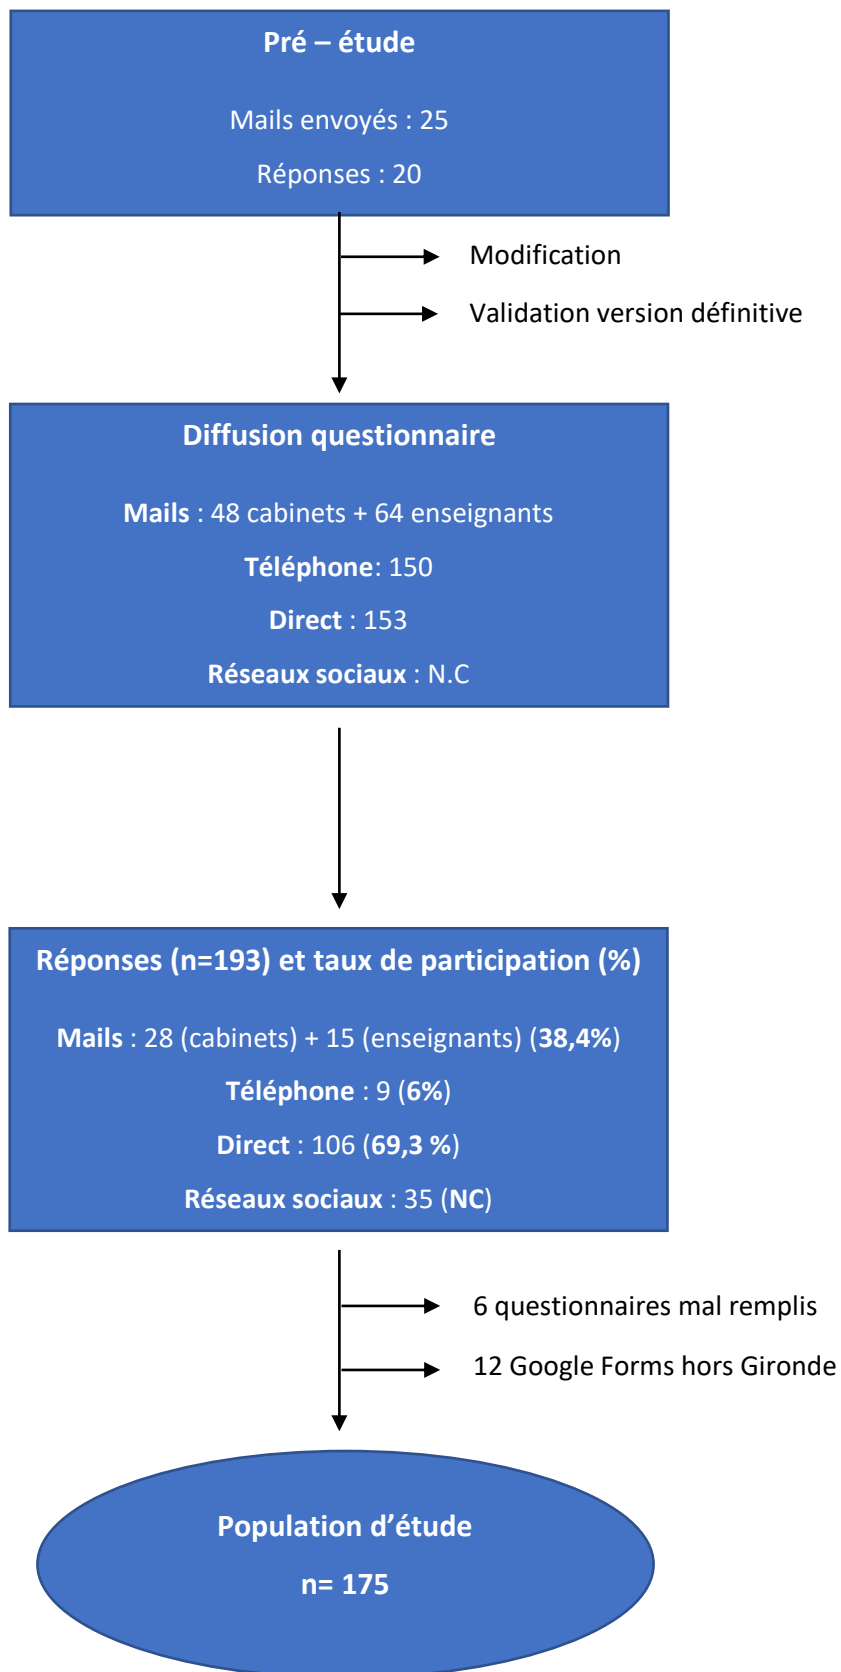 Pré – étude
Mails envoyés : 25
Réponses : 20
Modification
Validation version définitive
Diffusion questionnaire
Mails : 48 cabinets + 64 enseignants
Téléphone: 150
Direct : 153
Réseaux sociaux : N.C
Réponses (n=193) et taux de participation (%)
Mails : 28 (cabinets) + 15 (enseignants) (38,4%)
Téléphone : 9 (6%)
Direct : 106 (69,3 %)
Réseaux sociaux : 35 (NC)
6 questionnaires mal remplis
12 Google Forms hors Gironde
Population d’étude
n= 175